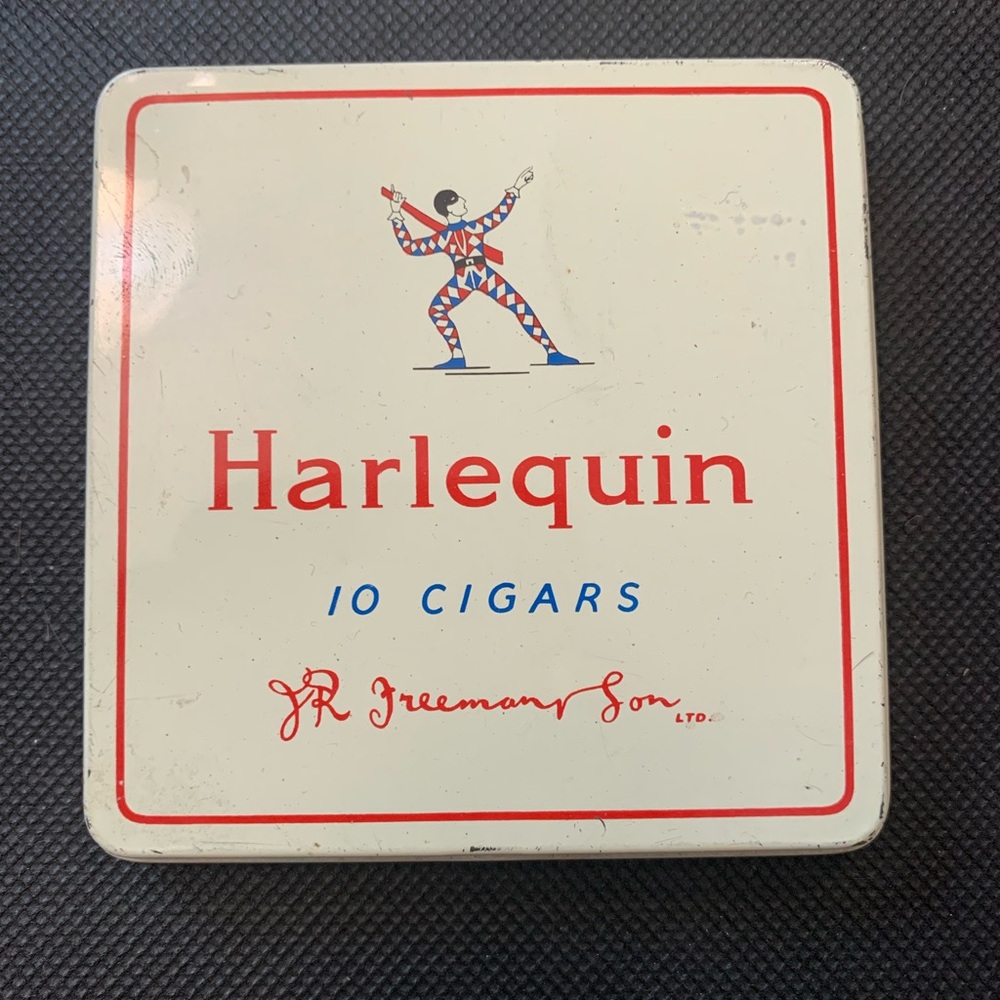 Harlequin
10 CIGARS
JR Freeman & Son LTD.